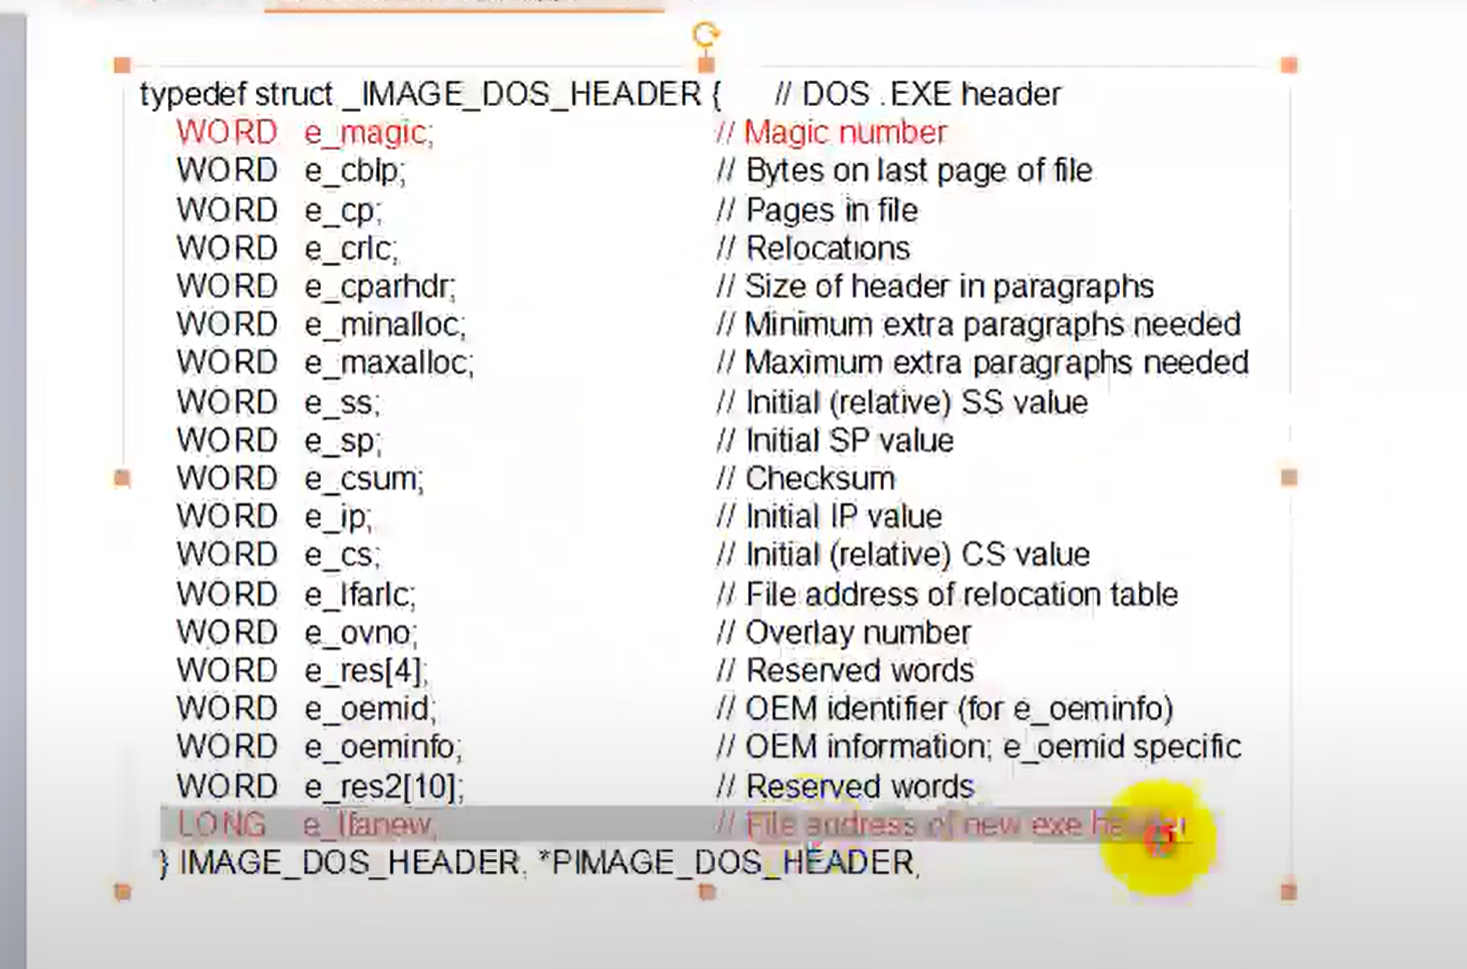 typedef struct _IMAGE_DOS_HEADER {      // DOS .EXE header
WORD   e_magic;                         // Magic number
WORD   e_cblp;                          // Bytes on last page of file
WORD   e_cp;                            // Pages in file
WORD   e_crlc;                          // Relocations
WORD   e_cparhdr;                       // Size of header in paragraphs
WORD   e_minalloc;                      // Minimum extra paragraphs needed
WORD   e_maxalloc;                      // Maximum extra paragraphs needed
WORD   e_ss;                            // Initial (relative) SS value
WORD   e_sp;                            // Initial SP value
WORD   e_csum;                          // Checksum
WORD   e_ip;                            // Initial IP value
WORD   e_cs;                            // Initial (relative) CS value
WORD   e_lfarlc;                        // File address of relocation table
WORD   e_ovno;                          // Overlay number
WORD   e_res[4];                        // Reserved words
WORD   e_oemid;                         // OEM identifier (for e_oeminfo)
WORD   e_oeminfo;                       // OEM information; e_oemid specific
WORD   e_res2[10];                      // Reserved words
LONG   e_lfanew;                        // File address of new exe header
} IMAGE_DOS_HEADER, *PIMAGE_DOS_HEADER;